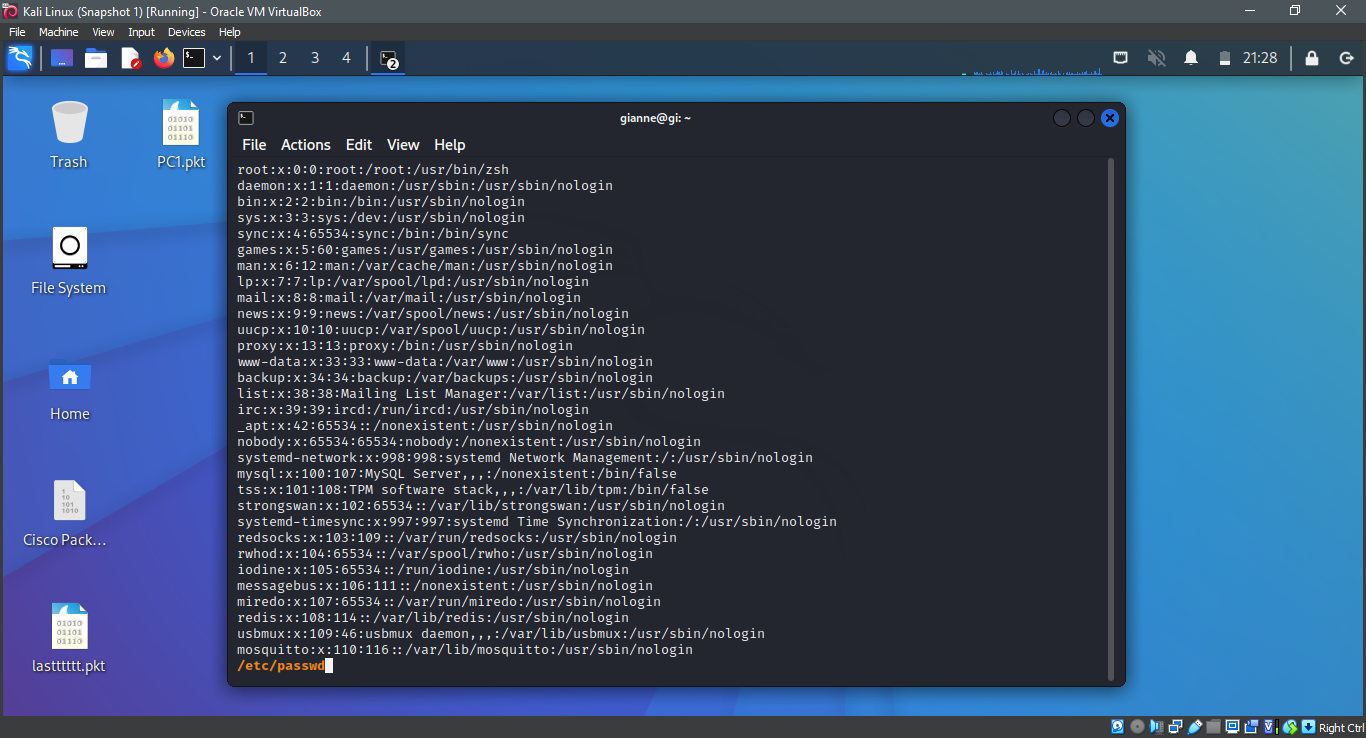 Kali Linux (Snapshot 1) [Running] - Oracle VM VirtualBox
File Machine View Input Devices Help
1 2 3 4 2 21:28
Trash
PC1.pkt
File System
Home
Cisco Pack...
lastttttt.pkt
gianne@gi: ~
File Actions Edit View Help
root:x:0:0:root:/root:/usr/bin/zsh
daemon:x:1:1:daemon:/usr/sbin:/usr/sbin/nologin
bin:x:2:2:bin:/bin:/usr/sbin/nologin
sys:x:3:3:sys:/dev:/usr/sbin/nologin
sync:x:4:65534:sync:/bin:/bin/sync
games:x:5:60:games:/usr/games:/usr/sbin/nologin
man:x:6:12:man:/var/cache/man:/usr/sbin/nologin
lp:x:7:7:lp:/var/spool/lpd:/usr/sbin/nologin
mail:x:8:8:mail:/var/mail:/usr/sbin/nologin
news:x:9:9:news:/var/spool/news:/usr/sbin/nologin
uucp:x:10:10:uucp:/var/spool/uucp:/usr/sbin/nologin
proxy:x:13:13:proxy:/bin:/usr/sbin/nologin
www-data:x:33:33:www-data:/var/www:/usr/sbin/nologin
backup:x:34:34:backup:/var/backups:/usr/sbin/nologin
list:x:38:38:Mailing List Manager:/var/list:/usr/sbin/nologin
irc:x:39:39:ircd:/run/ircd:/usr/sbin/nologin
_apt:x:42:65534::/nonexistent:/usr/sbin/nologin
nobody:x:65534:65534:nobody:/nonexistent:/usr/sbin/nologin
systemd-network:x:998:998:systemd Network Management:/:/usr/sbin/nologin
mysql:x:100:107:MySQL Server,,,:/nonexistent:/bin/false
tss:x:101:108:TPM software stack,,,:/var/lib/tpm:/bin/false
strongswan:x:102:65534::/var/lib/strongswan:/usr/sbin/nologin
systemd-timesync:x:997:997:systemd Time Synchronization:/:/usr/sbin/nologin
redsocks:x:103:109::/var/run/redsocks:/usr/sbin/nologin
rwhod:x:104:65534::/var/spool/rwho:/usr/sbin/nologin
iodine:x:105:65534::/run/iodine:/usr/sbin/nologin
messagebus:x:106:111::/nonexistent:/usr/sbin/nologin
miredo:x:107:65534::/var/run/miredo:/usr/sbin/nologin
redis:x:108:114::/var/lib/redis:/usr/sbin/nologin
usbmux:x:109:46:usbmux daemon,,,:/var/lib/usbmux:/usr/sbin/nologin
mosquitto:x:110:116::/var/lib/mosquitto:/usr/sbin/nologin
/etc/passwd
Right Ctrl